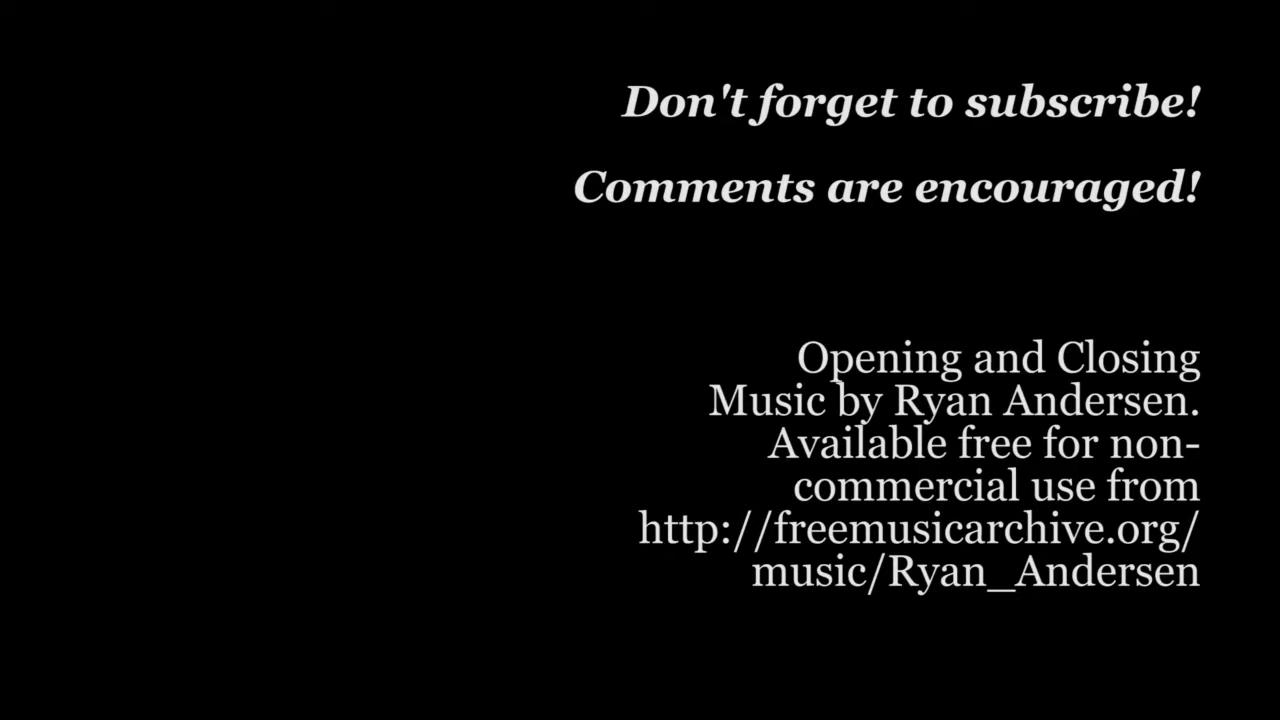 Don't forget to subscribe!
Comments are encouraged!
Opening and Closing
Music by Ryan Andersen.
Available free for non-
commercial use from
http://freemusicarchive.org/
music/Ryan_Andersen